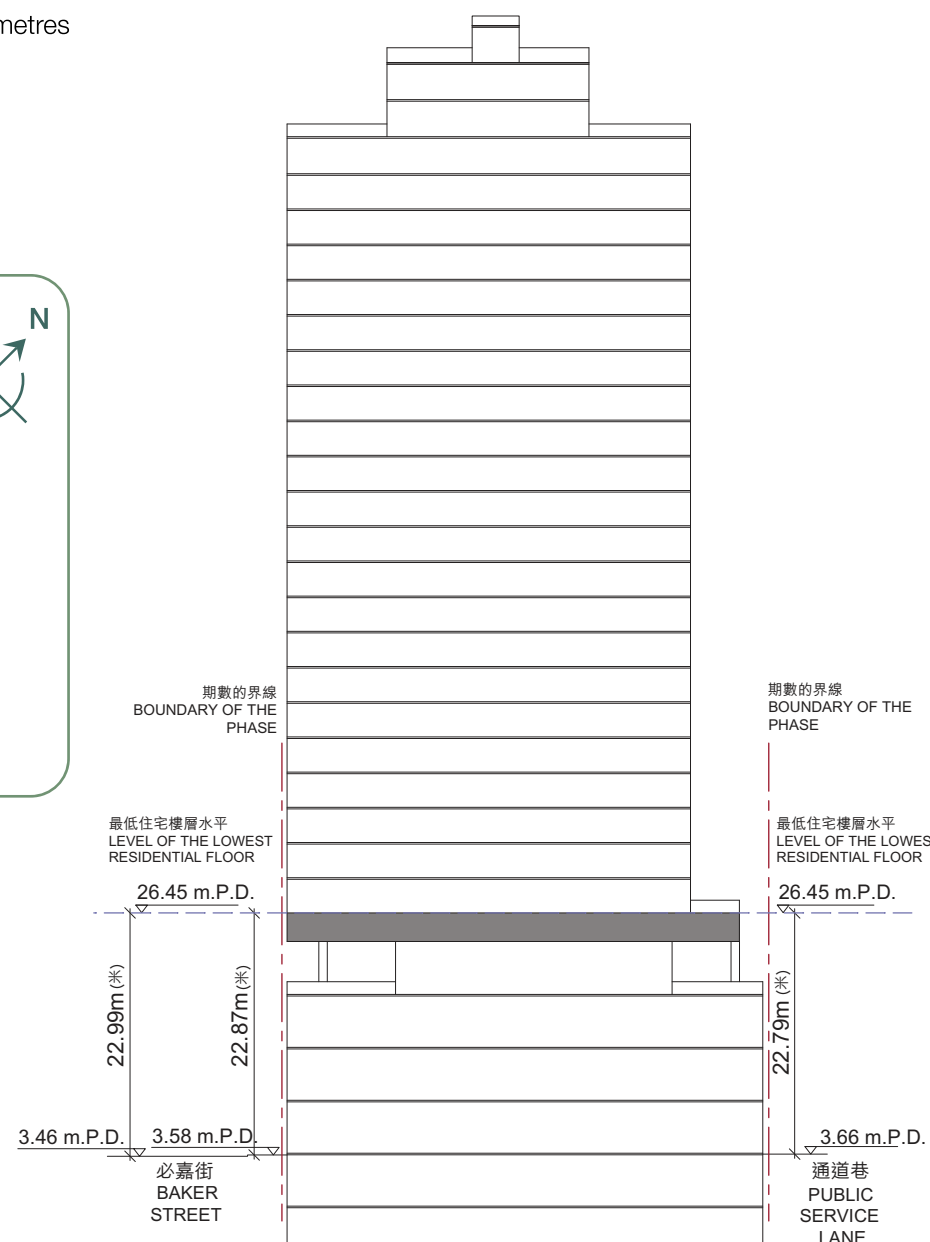 metres
N
期數的界線
BOUNDARY OF THE
PHASE
期數的界線
BOUNDARY OF THE
PHASE
最低住宅樓層水平
LEVEL OF THE LOWEST
RESIDENTIAL FLOOR
最低住宅樓層水平
LEVEL OF THE LOWES
RESIDENTIAL FLOOR
26.45 m.P.D.
26.45 m.P.D.
22.99m (米)
22.87m (米)
22.79m (米)
3.46 m.P.D.
3.58 m.P.D.
3.66 m.P.D.
必嘉街
BAKER
STREET
通道巷
PUBLIC
SERVICE
LANE